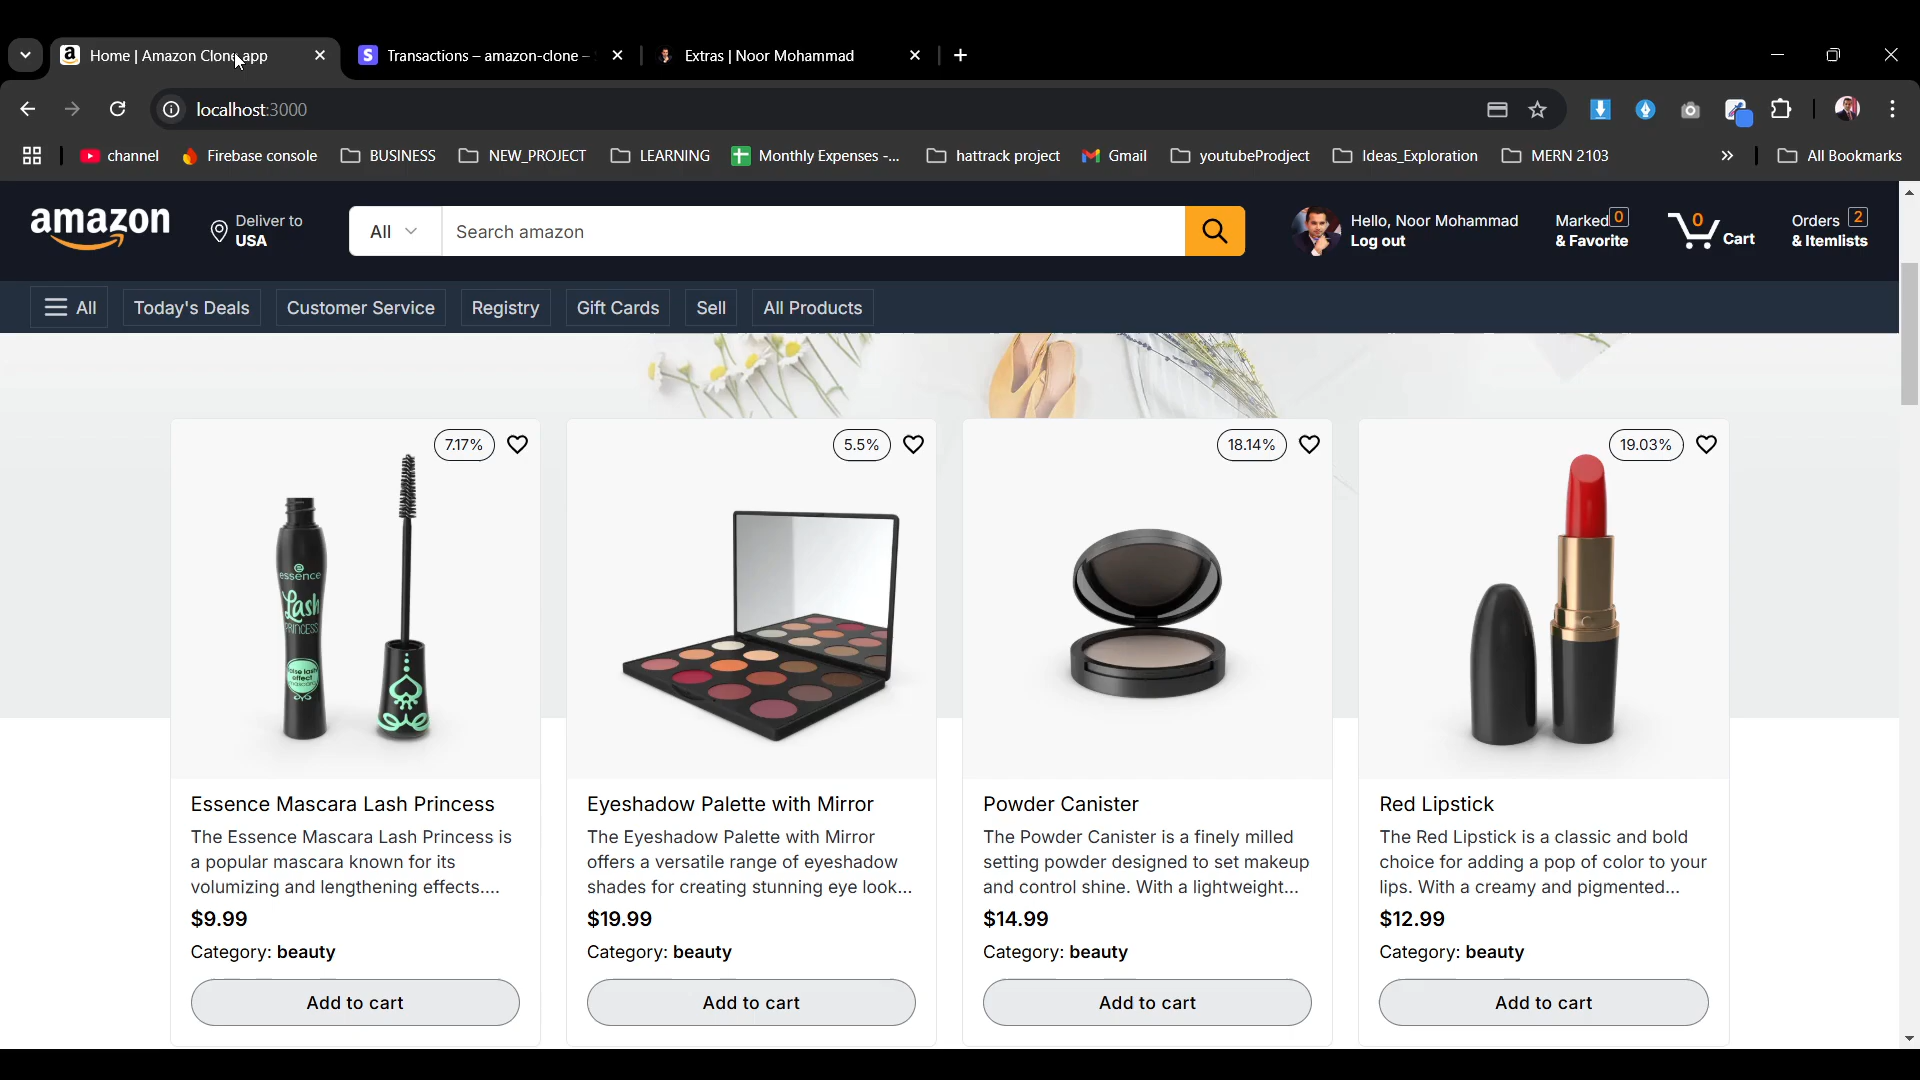 Home | Amazon Clone app
Transactions – amazon-clone –
Extras | Noor Mohammad
localhost:3000
channel
Firebase console
BUSINESS
NEW_PROJECT
LEARNING
Monthly Expenses -...
hattrack project
Gmail
youtubeProdject
Ideas_Exploration
MERN 2103
All Bookmarks
amazon
Deliver to
USA
All
Search amazon
Hello, Noor Mohammad
Log out
Marked 0
& Favorite
0
Cart
Orders 2
& Itemlists
All
Today's Deals
Customer Service
Registry
Gift Cards
Sell
All Products
7.17%
5.5%
18.14%
19.03%
essence
Lash
PRINCESS
false lash
effect
mascara
Essence Mascara Lash Princess
The Essence Mascara Lash Princess is
a popular mascara known for its
volumizing and lengthening effects....
$9.99
Category: beauty
Add to cart
Eyeshadow Palette with Mirror
The Eyeshadow Palette with Mirror
offers a versatile range of eyeshadow
shades for creating stunning eye look...
$19.99
Category: beauty
Add to cart
Powder Canister
The Powder Canister is a finely milled
setting powder designed to set makeup
and control shine. With a lightweight...
$14.99
Category: beauty
Add to cart
Red Lipstick
The Red Lipstick is a classic and bold
choice for adding a pop of color to your
lips. With a creamy and pigmented...
$12.99
Category: beauty
Add to cart